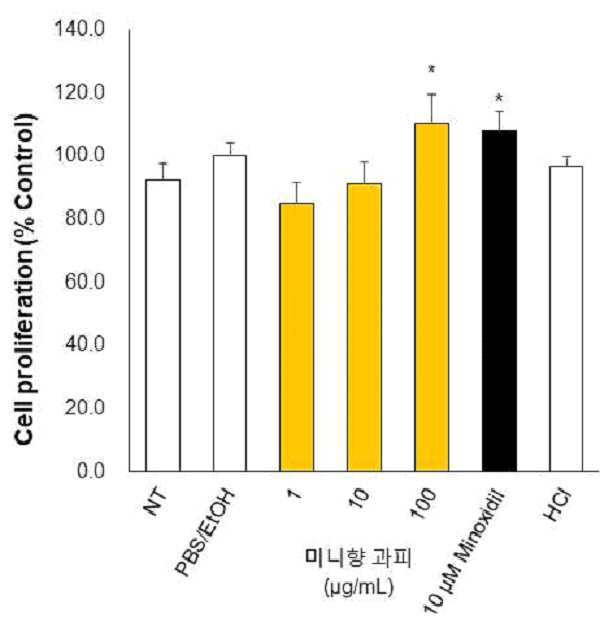 Cell proliferation (% Control)
140.0
120.0
100.0
80.0
60.0
40.0
20.0
0.0
*
*
NT
PBS/EtOH
1
10
100
10 µM Minoxidil
HCl
미니향 과피
(µg/mL)